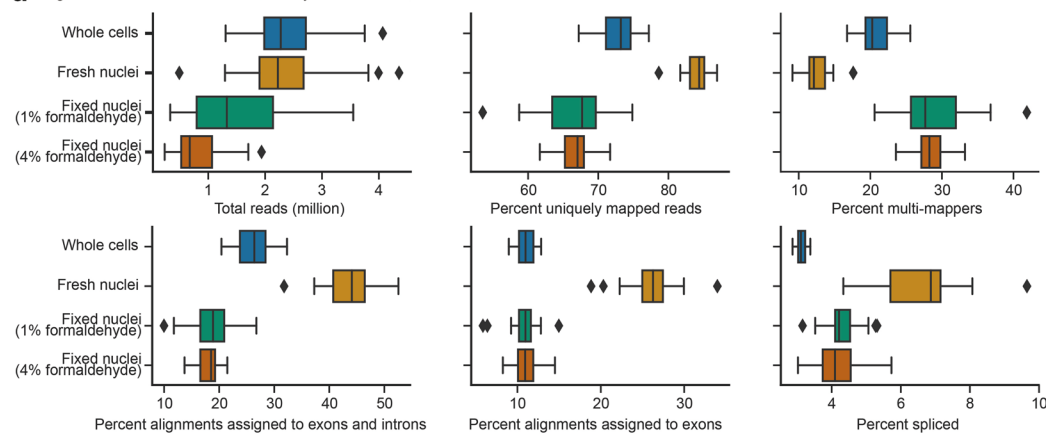 Whole cells
Fresh nuclei
Fixed nuclei
(1% formaldehyde)
Fixed nuclei
(4% formaldehyde)
1 2 3 4
Total reads (million)
60 70 80
Percent uniquely mapped reads
10 20 30 40
Percent multi-mappers
Whole cells
Fresh nuclei
Fixed nuclei
(1% formaldehyde)
Fixed nuclei
(4% formaldehyde)
10 20 30 40 50
Percent alignments assigned to exons and introns
10 20 30
Percent alignments assigned to exons
4 6 8 10
Percent spliced